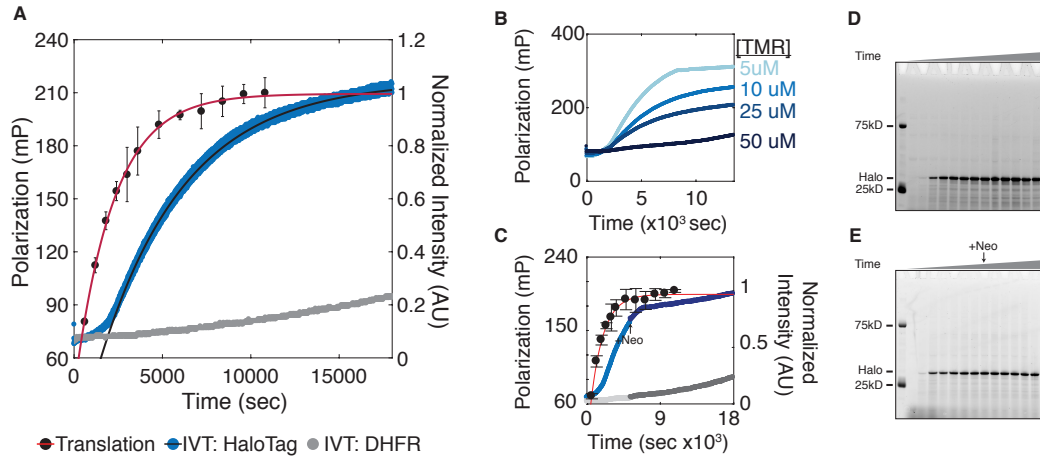 A
240
210
180
150
120
90
60
Polarization (mP)
1.2
1
0.8
0.6
0.4
0.2
0
Normalized Intensity (AU)
0 5000 10000 15000
Time (sec)
Translation IVT: HaloTag IVT: DHFR
B
400
200
0
Polarization (mP)
[TMR]
5uM
10 uM
25 uM
50 uM
0 5 10
Time (x10³ sec)
C
240
150
60
Polarization (mP)
+Neo
1
0.5
0
Normalized
Intensity (AU)
0 9 18
Time (sec x10³)
D
Time
75kD
Halo
25kD
E
+Neo
Time
75kD
Halo
25kD